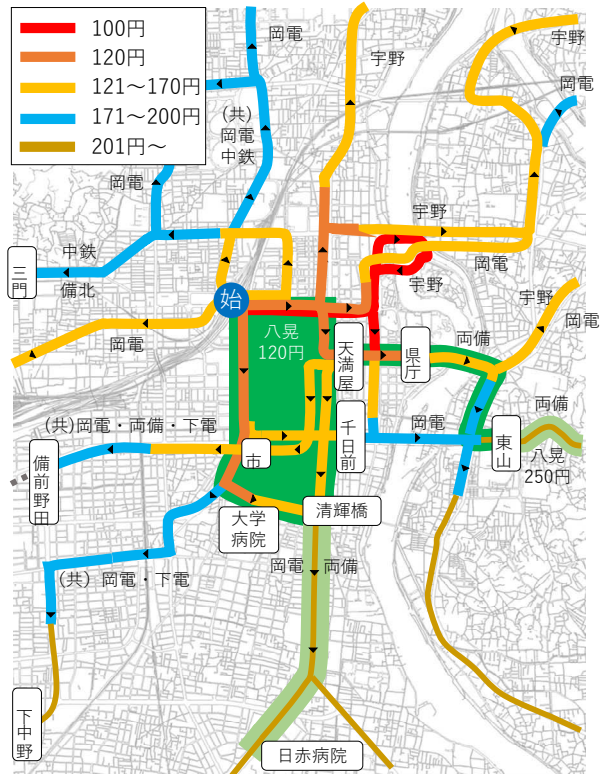 100円
120円
121～170円
171～200円
201円～
岡電
宇野
宇野
岡電
(共)
岡電
中鉄
岡電
宇野
中鉄
三門
備北
岡電
宇野
始
宇野
岡電
岡電
八晃
120円
天満屋
県庁
両備
(共)岡電・両備・下電
千日前
岡電
両備
市
東山
八晃
250円
備前野田
大学
病院
清輝橋
岡電
両備
(共) 岡電・下電
下中野
日赤病院